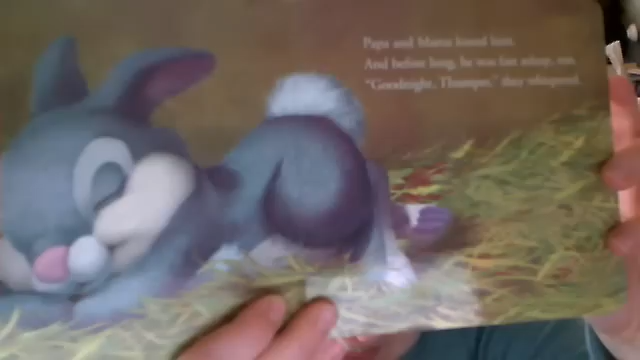 Papa and Mama kissed him.
And before long, he was fast asleep, too.
"Goodnight, Thumper," they whispered.